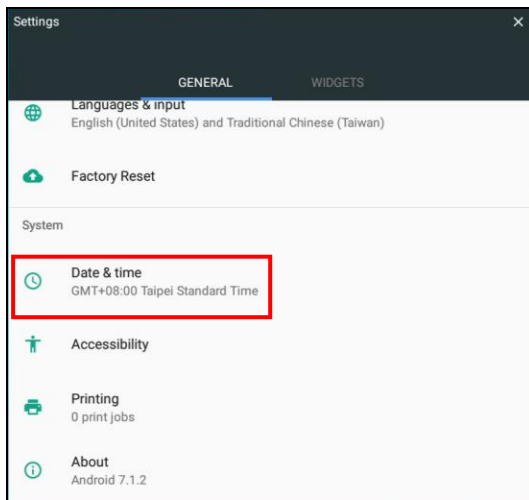 Settings
GENERAL
WIDGETS
Languages & input
English (United States) and Traditional Chinese (Taiwan)
Factory Reset
System
Date & time
GMT+08:00 Taipei Standard Time
Accessibility
Printing
0 print jobs
About
Android 7.1.2